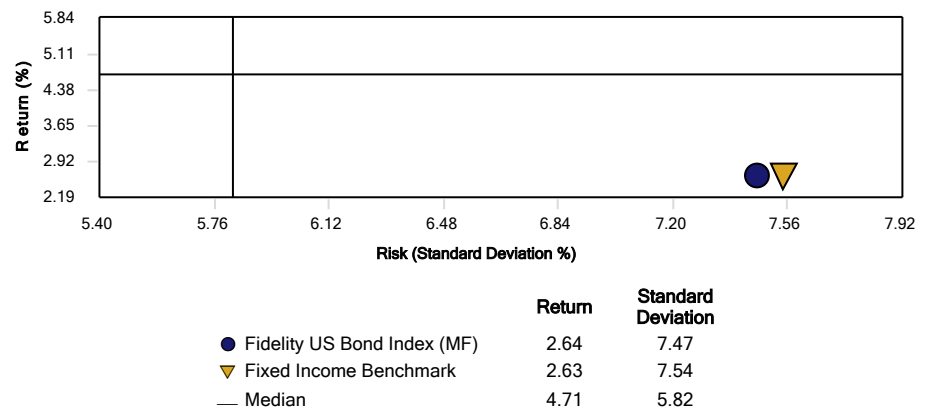 5.84
5.11
4.38
3.65
2.92
2.19
Return (%)
5.40 5.76 6.12 6.48 6.84 7.20 7.56 7.92
Risk (Standard Deviation %)
Return Standard Deviation
Fidelity US Bond Index (MF) 2.64 7.47
Fixed Income Benchmark 2.63 7.54
Median 4.71 5.82